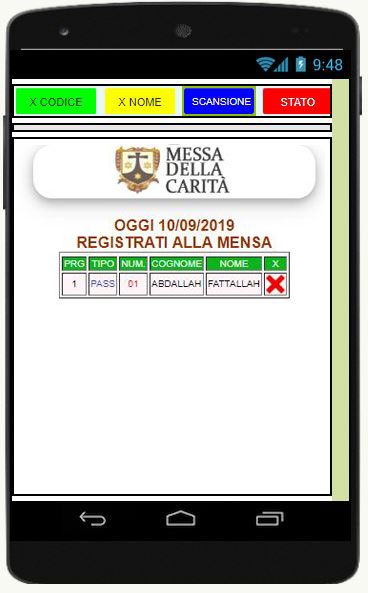 9:48
X CODICE X NOME SCANSIONE STATO
MESSA
DELLA
CARITÀ
OGGI 10/09/2019
REGISTRATI ALLA MENSA
PRG TIPO NUM. COGNOME NOME X
1 PASS 01 ABDALLAH FATTALLAH